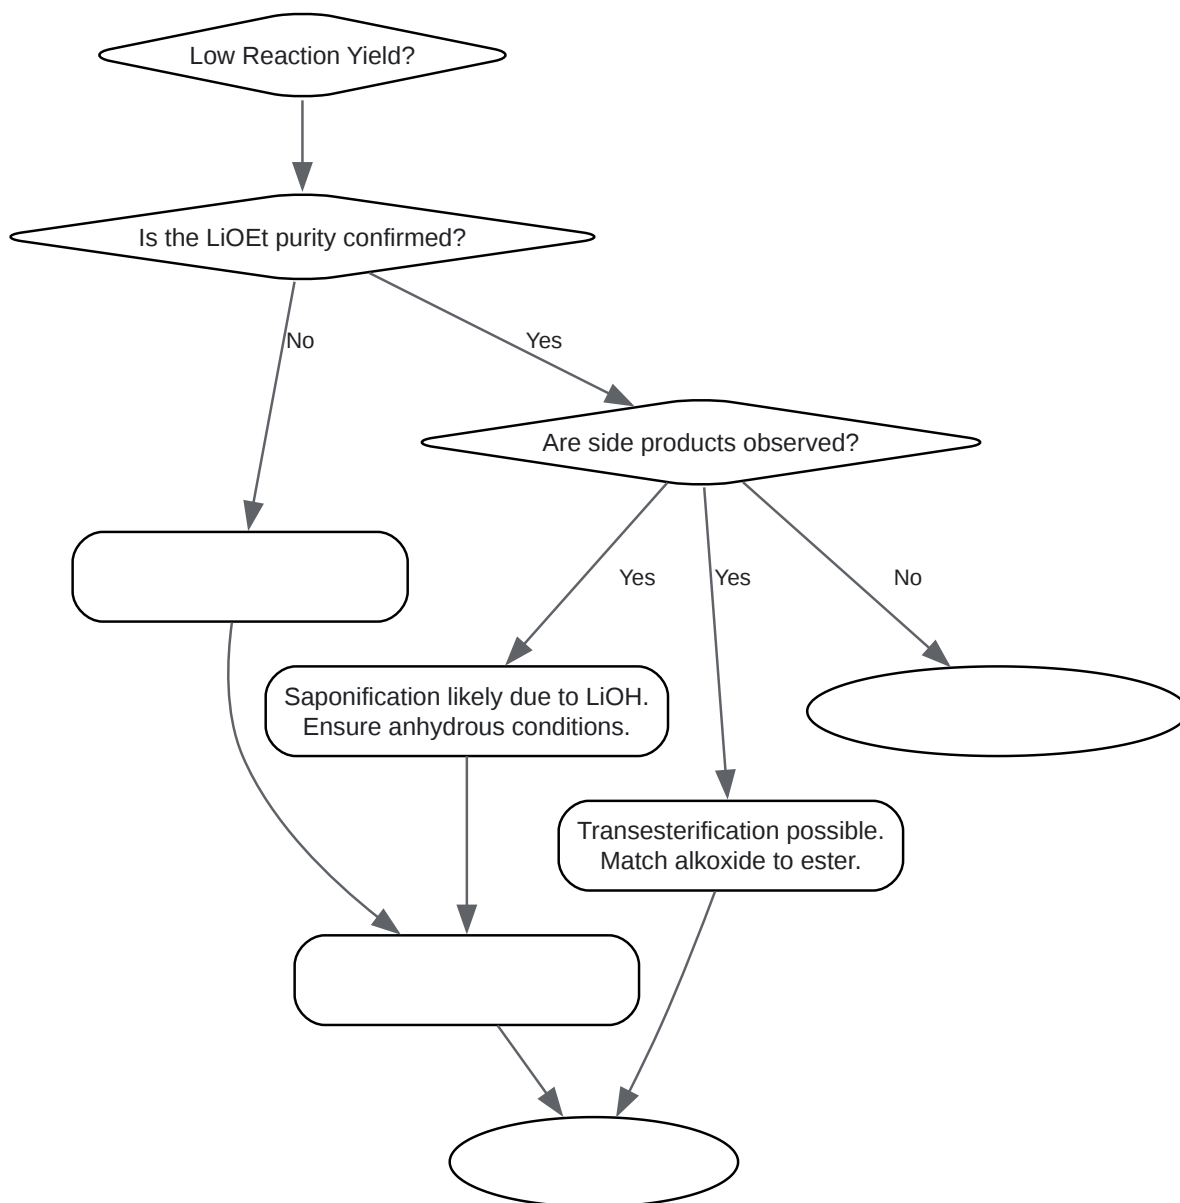 Low Reaction Yield?
Is the LiOEt purity confirmed?
No
Yes
Are side products observed?
Yes
Yes
No
Saponification likely due to LiOH.
Ensure anhydrous conditions.
Transesterification possible.
Match alkoxide to ester.